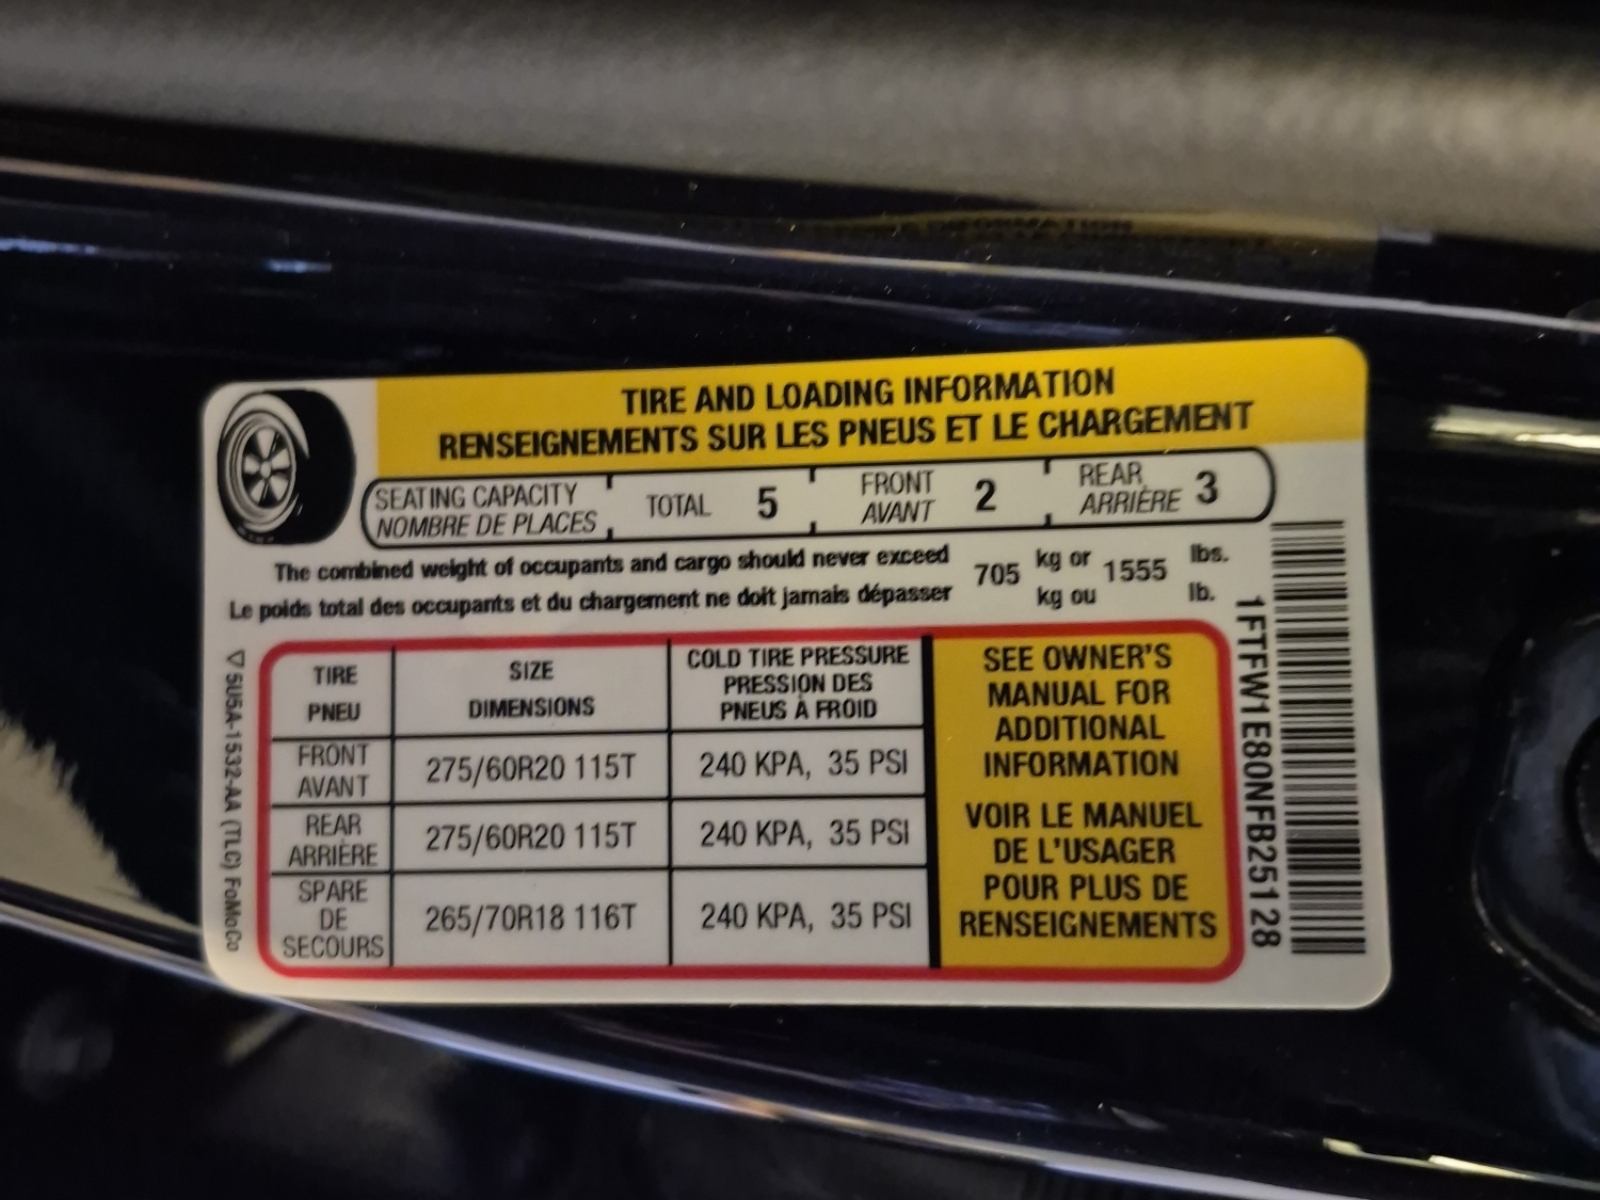 TIRE AND LOADING INFORMATION
RENSEIGNEMENTS SUR LES PNEUS ET LE CHARGEMENT
SEATING CAPACITY
NOMBRE DE PLACES
TOTAL 5
FRONT
AVANT
2
REAR
ARRIÈRE
3
The combined weight of occupants and cargo should never exceed 705 kg or 1555 lbs.
Le poids total des occupants et du chargement ne doit jamais dépasser kg ou lb.
TIRE
PNEU
SIZE
DIMENSIONS
COLD TIRE PRESSURE
PRESSION DES
PNEUS À FROID
FRONT
AVANT
275/60R20 115T
240 KPA, 35 PSI
REAR
ARRIÈRE
275/60R20 115T
240 KPA, 35 PSI
SPARE
DE
SECOURS
265/70R18 116T
240 KPA, 35 PSI
SEE OWNER'S
MANUAL FOR
ADDITIONAL
INFORMATION
VOIR LE MANUEL
DE L'USAGER
POUR PLUS DE
RENSEIGNEMENTS
1FTFW1E80NFB25128
5U5A-1532-AA (TLC) FoMoCo